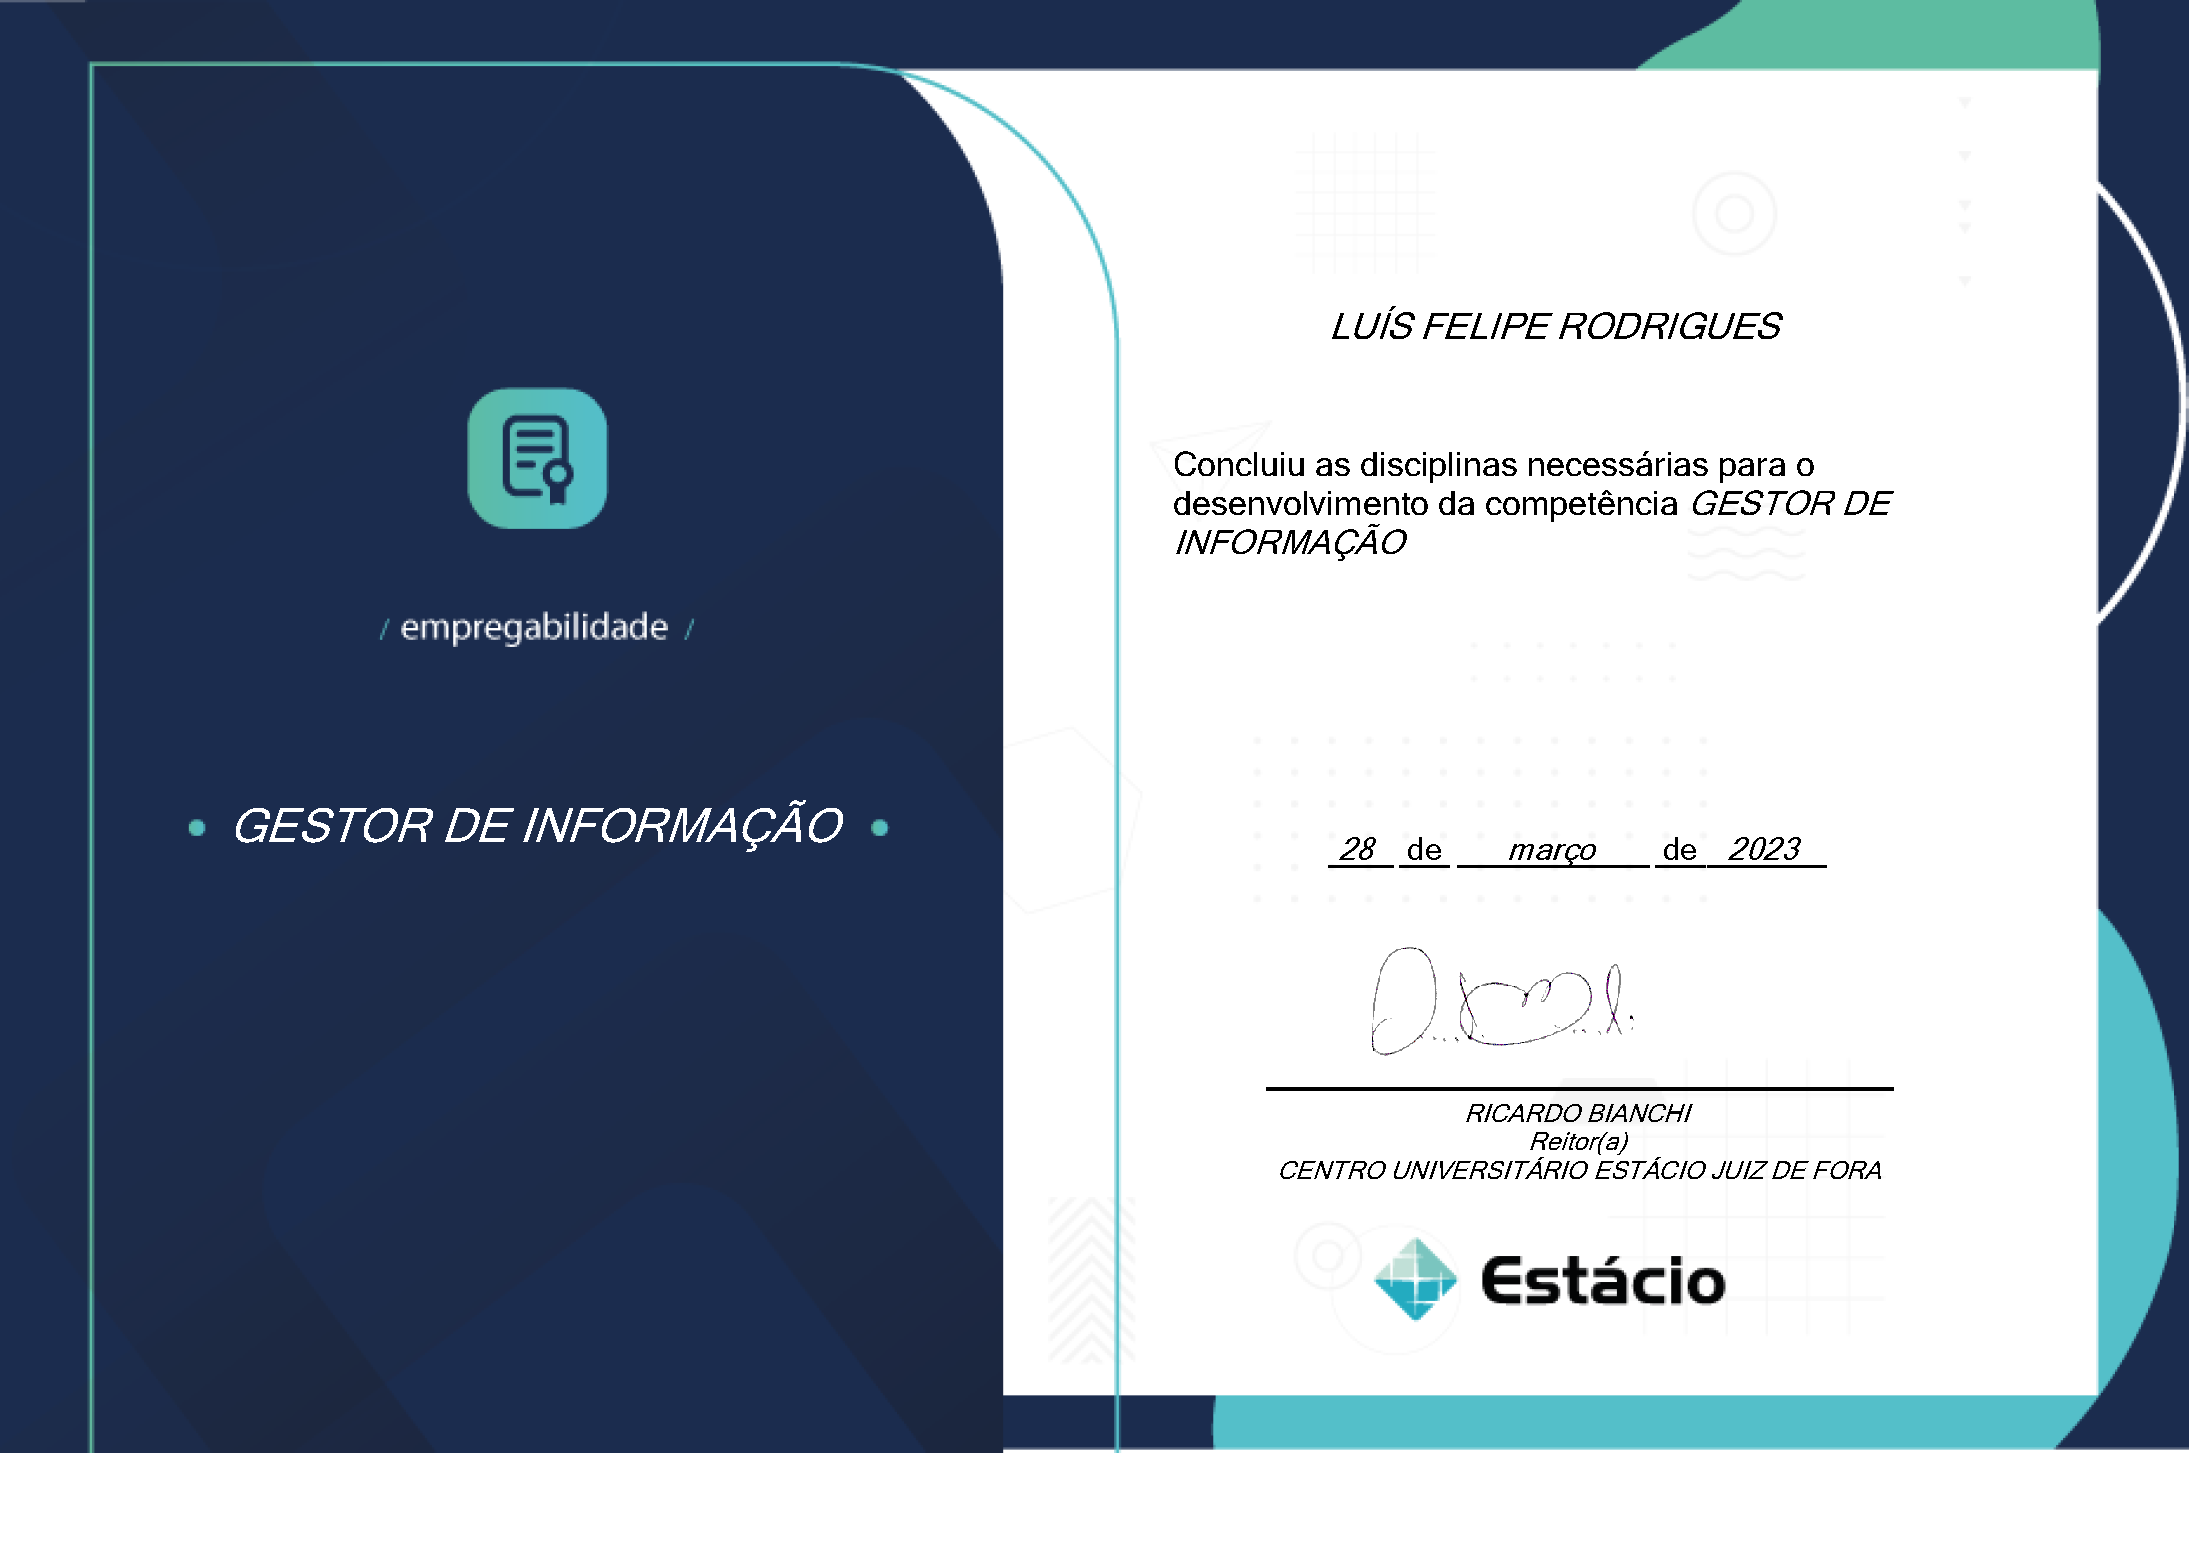 / empregabilidade /
• GESTOR DE INFORMAÇÃO •
LUÍS FELIPE RODRIGUES
Concluiu as disciplinas necessárias para o
desenvolvimento da competência GESTOR DE
INFORMAÇÃO
28 de março de 2023
RICARDO BIANCHI
Reitor(a)
CENTRO UNIVERSITÁRIO ESTÁCIO JUIZ DE FORA
Estácio